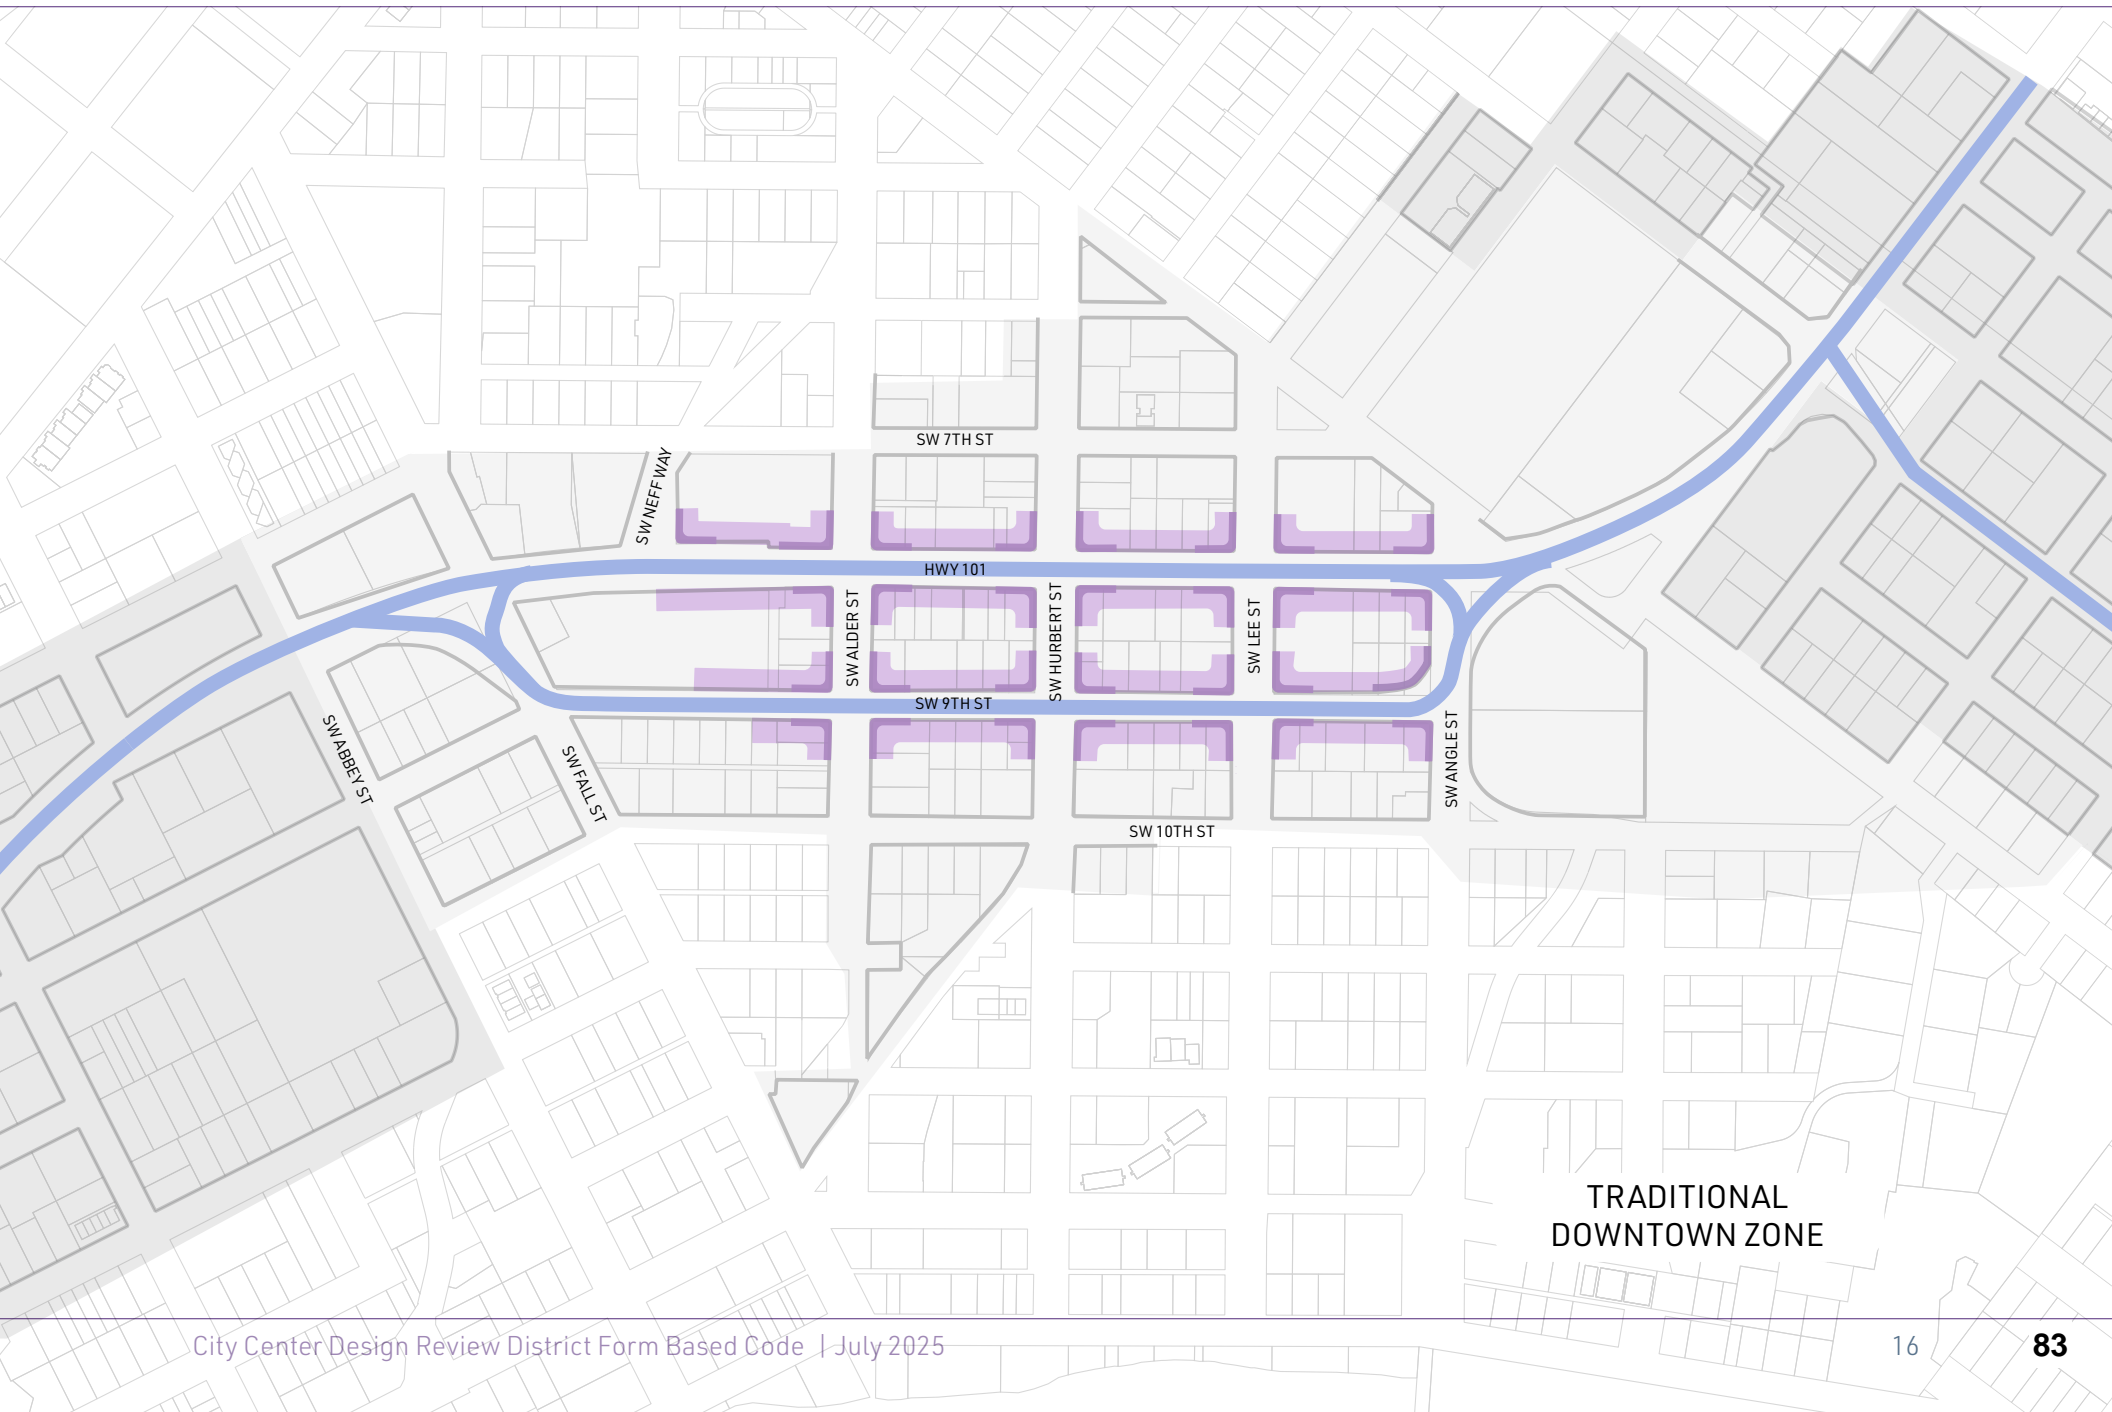 SW 7TH ST
SW NEFF WAY
HWY 101
SW ALDER ST
SW HURBERT ST
SW LEE ST
SW 9TH ST
SW ABBEY ST
SW FALL ST
SW ANGLE ST
SW 10TH ST
TRADITIONAL
DOWNTOWN ZONE
City Center Design Review District Form Based Code | July 2025
16
83